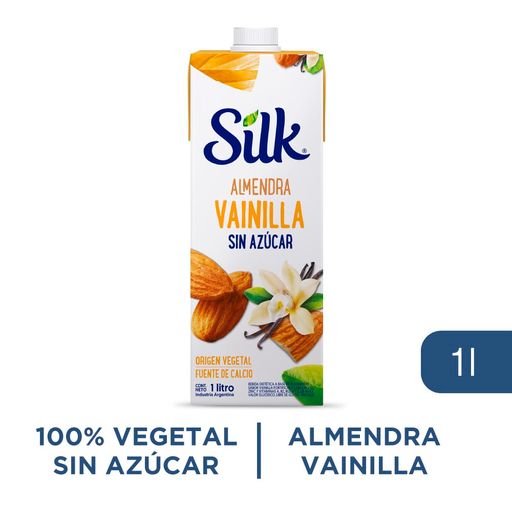 Silk®
ALMENDRA
VAINILLA
SIN AZÚCAR
ORIGEN VEGETAL
FUENTE DE CALCIO
CONT.
NETO 1 litro
Industria Argentina
1l
100% VEGETAL
SIN AZÚCAR
ALMENDRA
VAINILLA